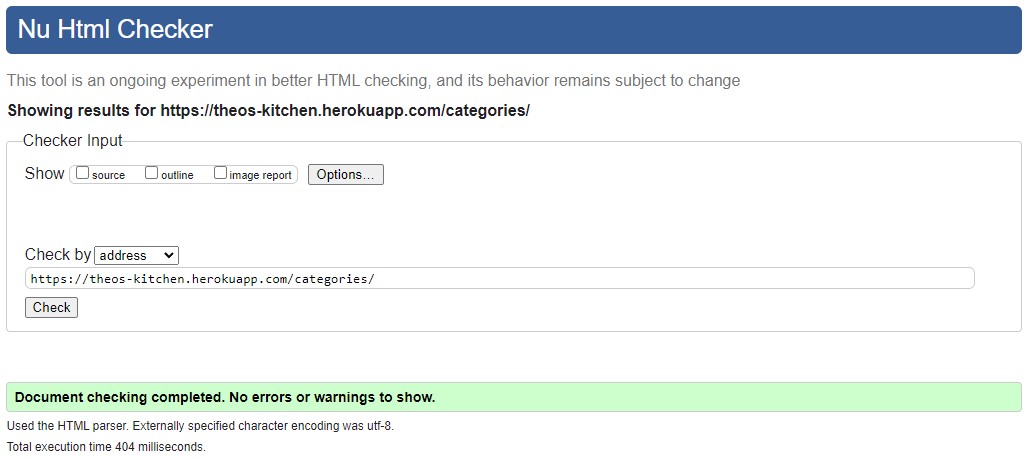 Nu Html Checker
This tool is an ongoing experiment in better HTML checking, and its behavior remains subject to change
Showing results for https://theos-kitchen.herokuapp.com/categories/
Checker Input
Show source outline image report Options...
Check by address
https://theos-kitchen.herokuapp.com/categories/
Check
Document checking completed. No errors or warnings to show.
Used the HTML parser. Externally specified character encoding was utf-8.
Total execution time 404 milliseconds.